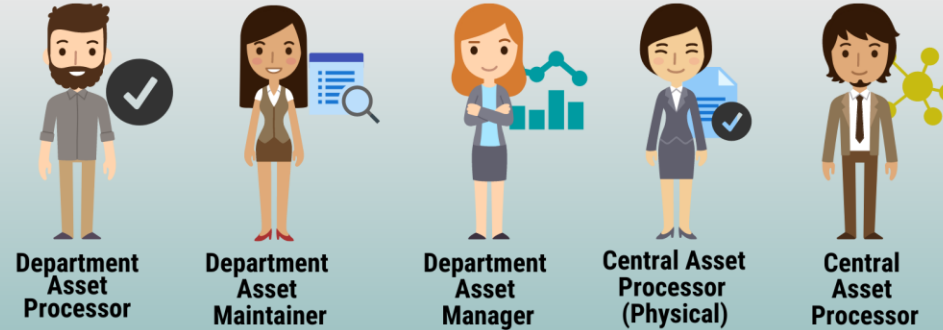 Department
Asset
Processor
Department
Asset
Maintainer
Department
Asset
Manager
Central Asset
Processor
(Physical)
Central
Asset
Processor